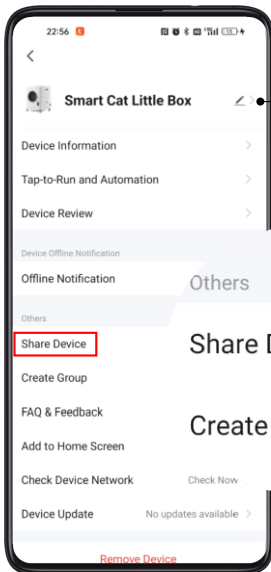 22:56
Smart Cat Little Box
Device Information
Tap-to-Run and Automation
Device Review
Device Offline Notification
Offline Notification
Others
Others
Share Device
Share D
Create Group
Create
FAQ & Feedback
Add to Home Screen
Check Device Network Check Now
Device Update No updates available
Remove Device